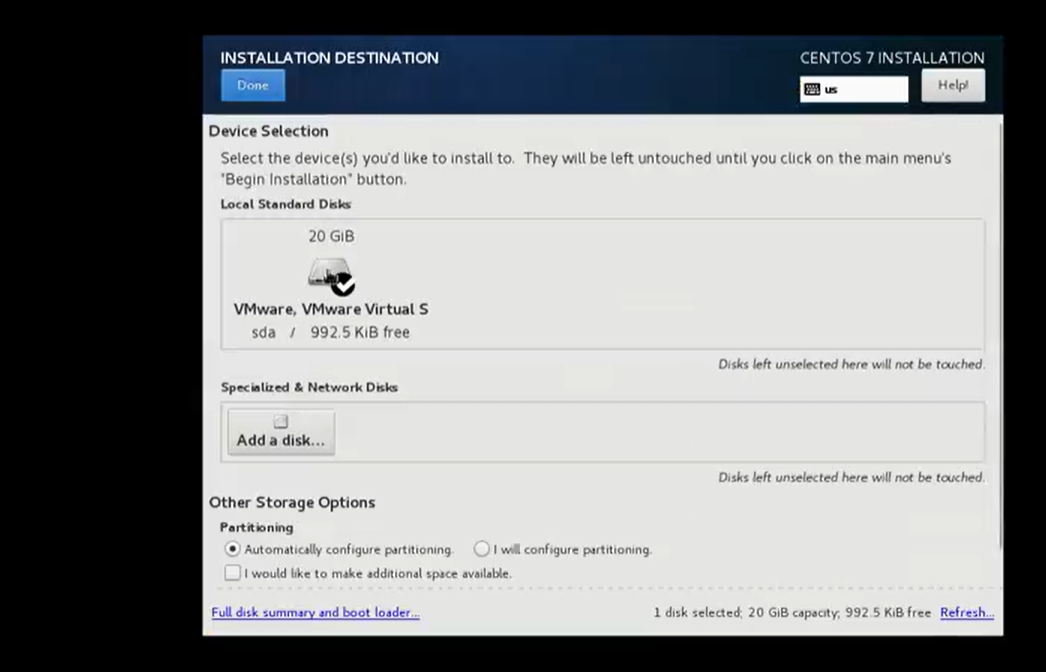 INSTALLATION DESTINATION
CENTOS 7 INSTALLATION
Done
us
Help!
Device Selection
Select the device(s) you'd like to install to. They will be left untouched until you click on the main menu's
"Begin Installation" button.
Local Standard Disks
20 GiB
VMware, VMware Virtual S
sda / 992.5 KiB free
Disks left unselected here will not be touched.
Specialized & Network Disks
Add a disk...
Disks left unselected here will not be touched.
Other Storage Options
Partitioning
Automatically configure partitioning. I will configure partitioning.
I would like to make additional space available.
Full disk summary and boot loader... 1 disk selected; 20 GiB capacity; 992.5 KiB free Refresh...